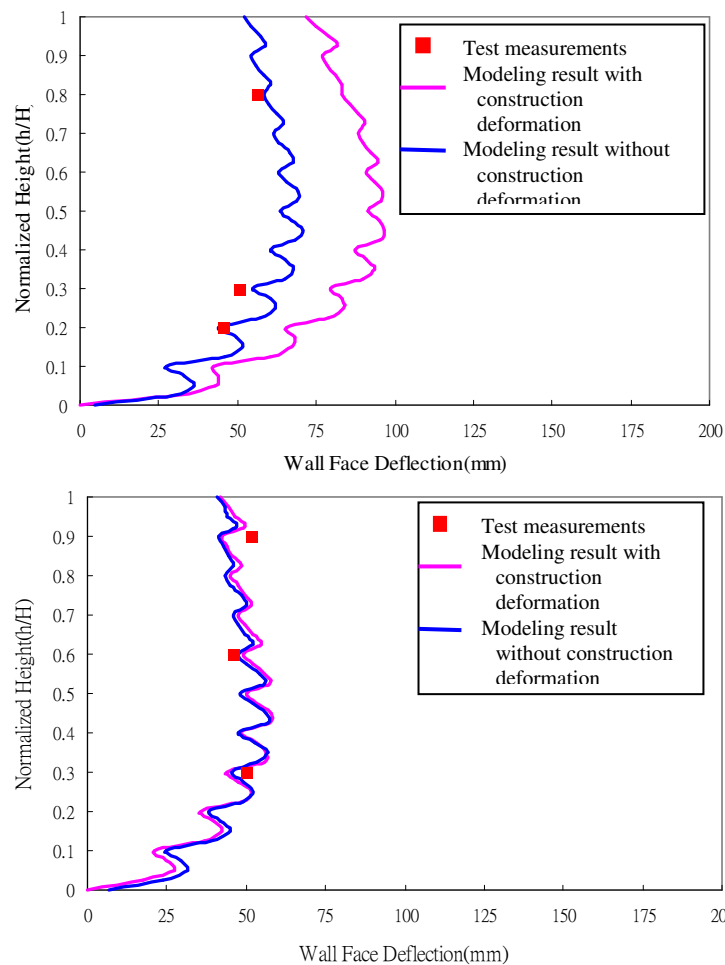 1
0.9
0.8
0.7
0.6
0.5
0.4
0.3
0.2
0.1
0
Normalized Height(h/H)
0 25 50 75 100 125 150 175 200
Wall Face Deflection(mm)
Test measurements
Modeling result with
construction
deformation
Modeling result without
construction
deformation
1
0.9
0.8
0.7
0.6
0.5
0.4
0.3
0.2
0.1
0
Normalized Height(h/H)
0 25 50 75 100 125 150 175 20
Wall Face Deflection(mm)
Test measurements
Modeling result with
construction
deformation
Modeling result
without construction
deformation